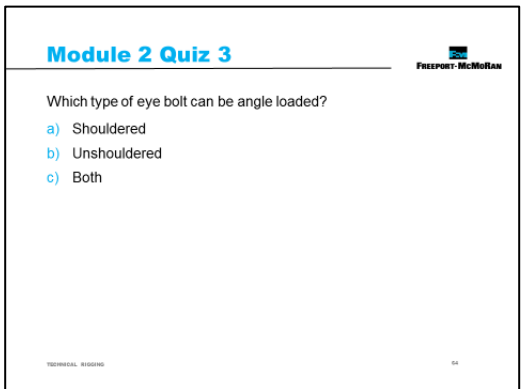 Module 2 Quiz 3
FCX
FREEPORT-MCMORAN
Which type of eye bolt can be angle loaded?
a) Shouldered
b) Unshouldered
c) Both
TECHNICAL RIGGING
64